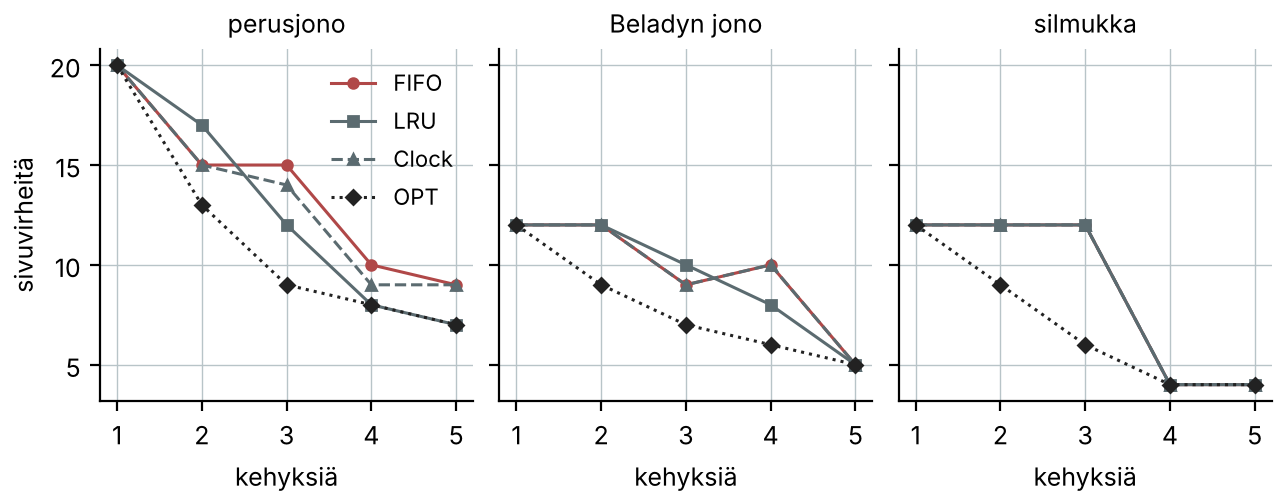 perusjono
Beladyn jono
silmukka
sivuvirheitä
20
15
10
5
FIFO
LRU
Clock
OPT
1 2 3 4 5
1 2 3 4 5
1 2 3 4 5
kehyksiä
kehyksiä
kehyksiä